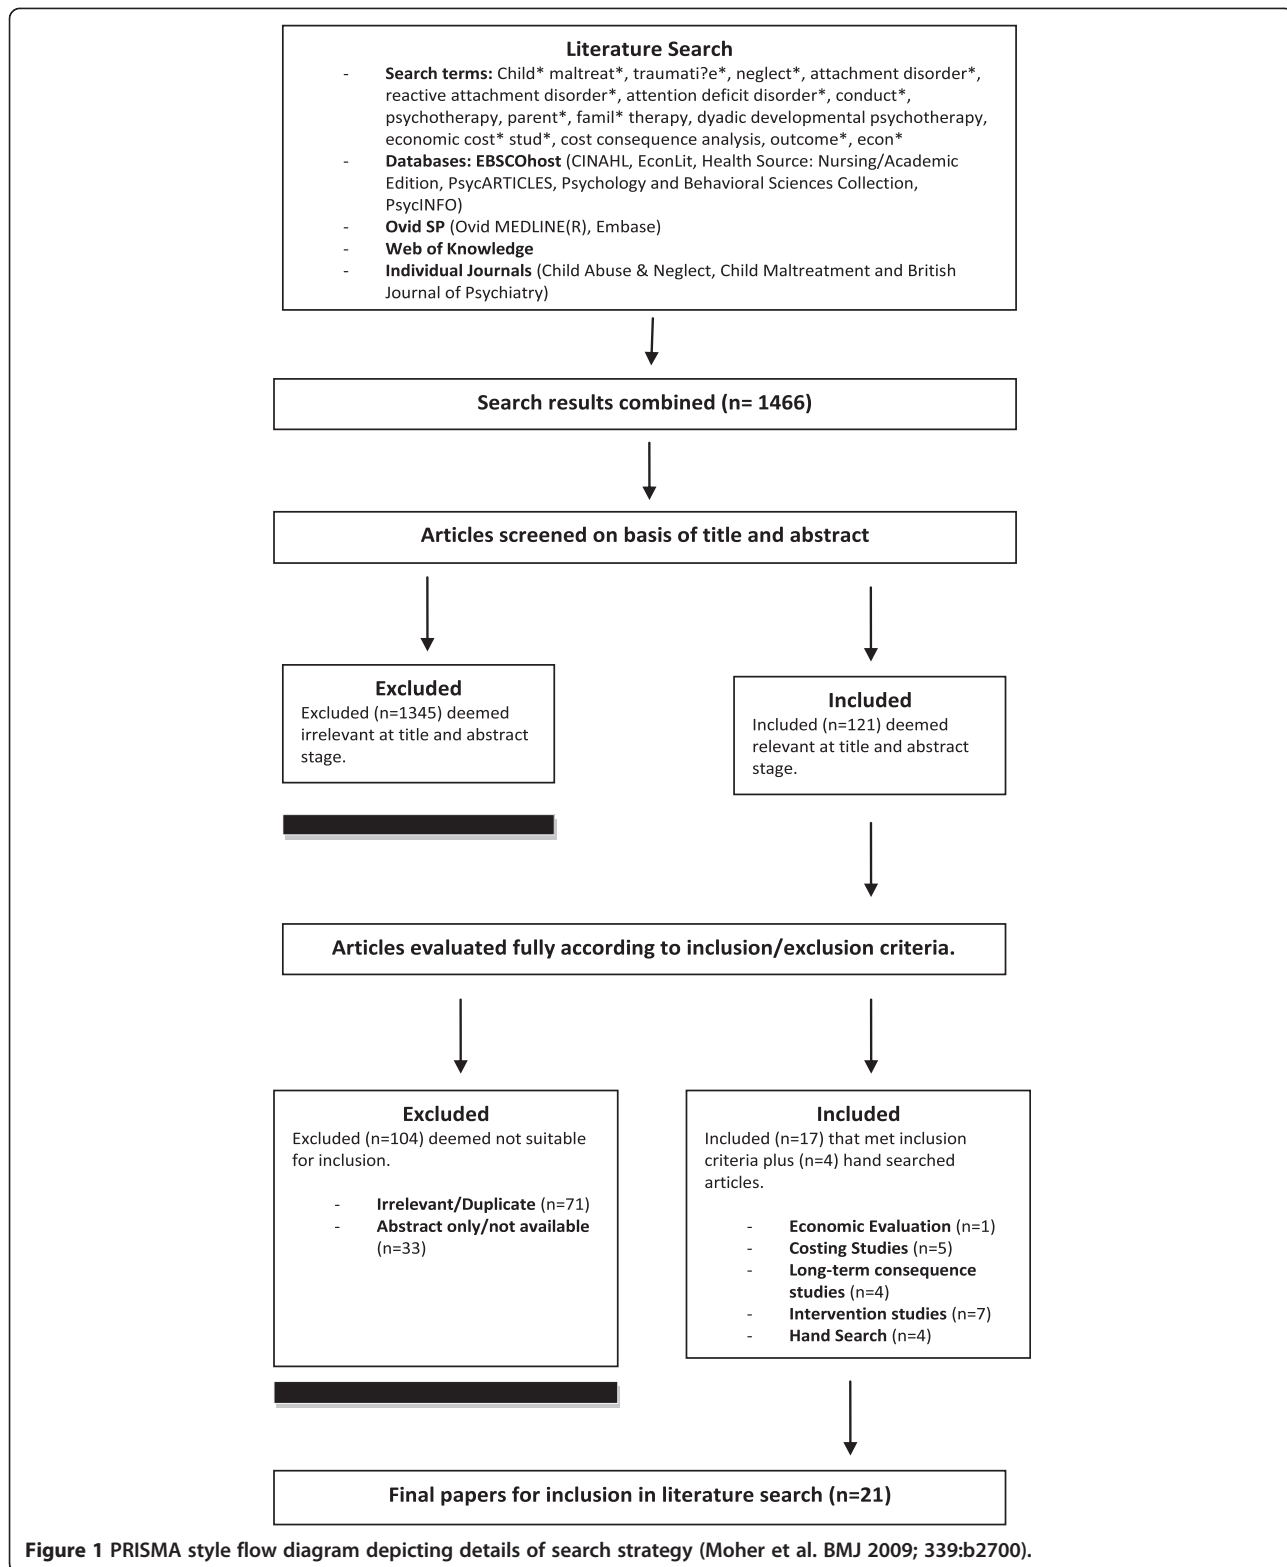 Literature Search
- Search terms: Child* maltreat*, traumati?e*, neglect*, attachment disorder*,
reactive attachment disorder*, attention deficit disorder*, conduct*,
psychotherapy, parent*, famil* therapy, dyadic developmental psychotherapy,
economic cost* stud*, cost consequence analysis, outcome*, econ*
- Databases: EBSCOhost (CINAHL, EconLit, Health Source: Nursing/Academic
Edition, PsycARTICLES, Psychology and Behavioral Sciences Collection,
PsycINFO)
- Ovid SP (Ovid MEDLINE(R), Embase)
- Web of Knowledge
- Individual Journals (Child Abuse & Neglect, Child Maltreatment and British
Journal of Psychiatry)
Search results combined (n= 1466)
Articles screened on basis of title and abstract
Excluded
Excluded (n=1345) deemed
irrelevant at title and abstract
stage.
Included
Included (n=121) deemed
relevant at title and abstract
stage.
Articles evaluated fully according to inclusion/exclusion criteria.
Excluded
Excluded (n=104) deemed not suitable
for inclusion.
- Irrelevant/Duplicate (n=71)
- Abstract only/not available
(n=33)
Included
Included (n=17) that met inclusion
criteria plus (n=4) hand searched
articles.
- Economic Evaluation (n=1)
- Costing Studies (n=5)
- Long-term consequence
studies (n=4)
- Intervention studies (n=7)
- Hand Search (n=4)
Final papers for inclusion in literature search (n=21)
Figure 1 PRISMA style flow diagram depicting details of search strategy (Moher et al. BMJ 2009; 339:b2700).